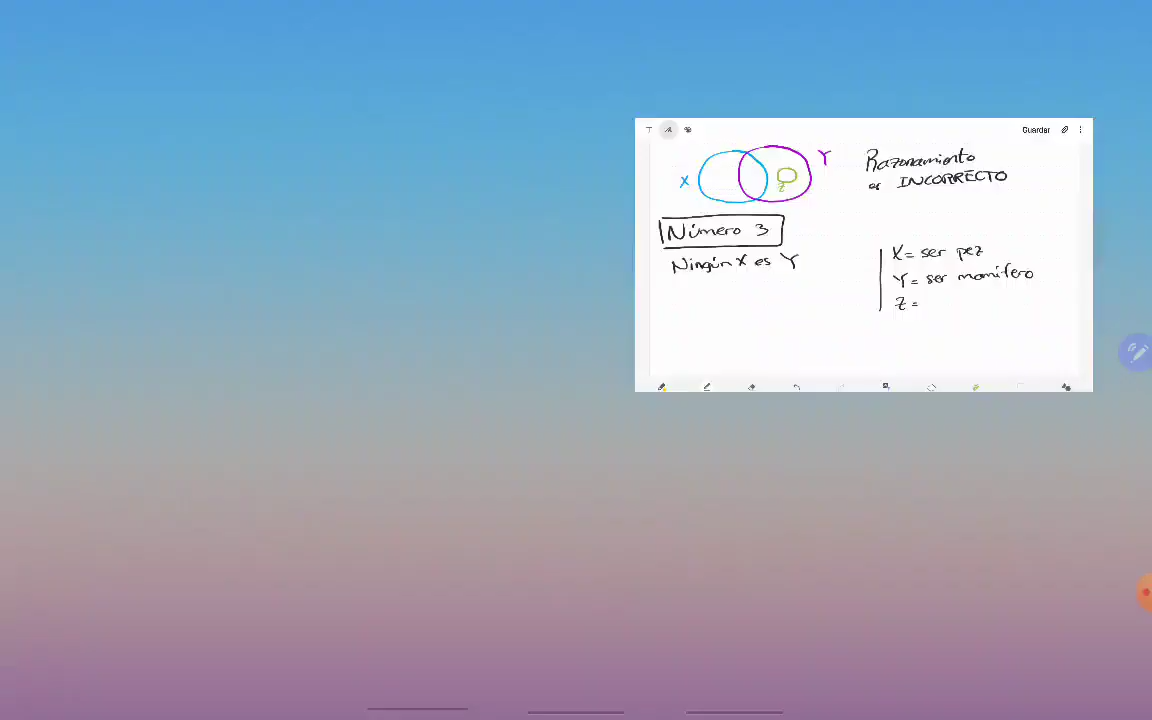 T Guardar
X Y Z
Razonamiento
es INCORRECTO
Número 3
Ningún X es Y
X = ser pez
Y = ser mamífero
Z =